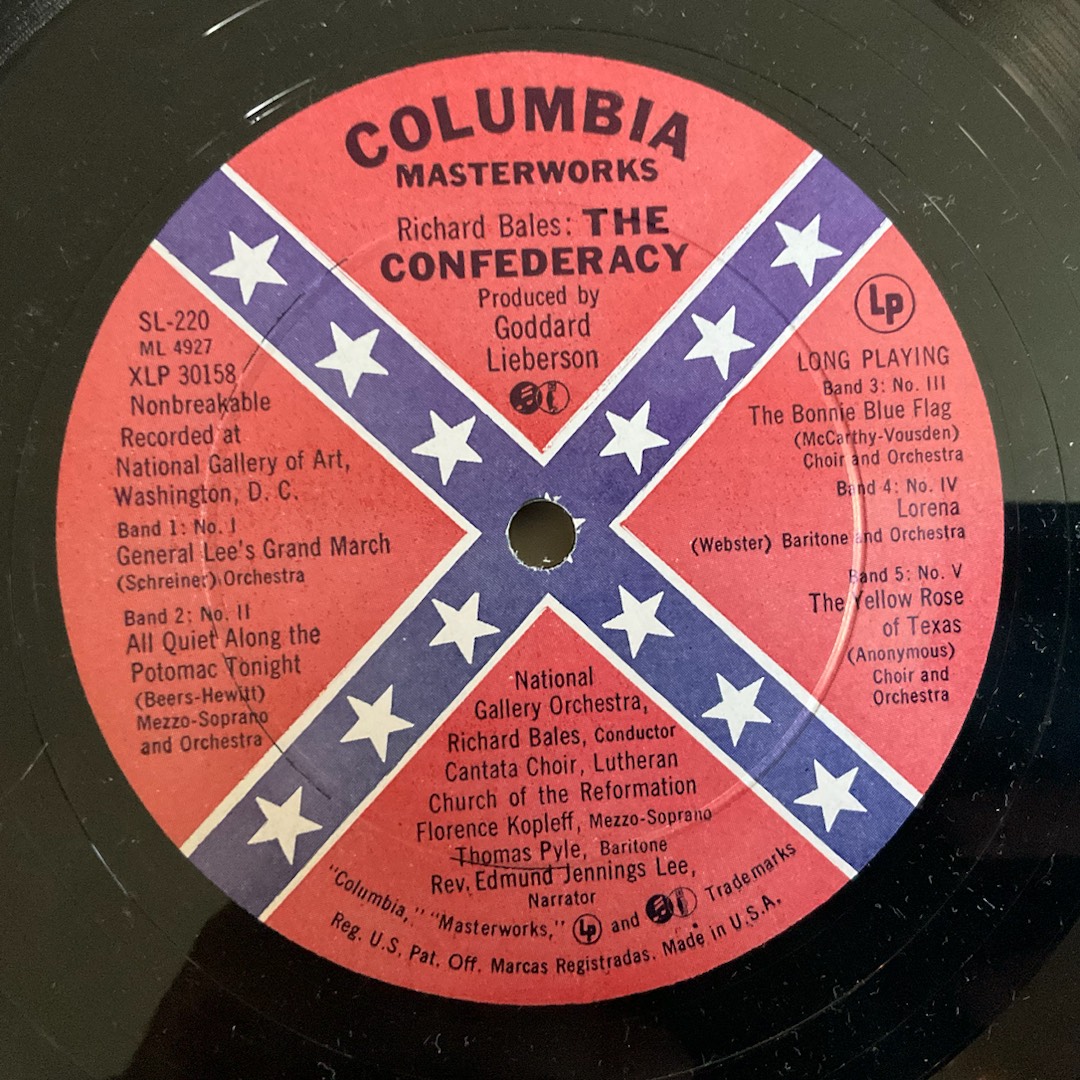 COLUMBIA
MASTERWORKS
Richard Bales: THE
CONFEDERACY
Produced by
Goddard
Lieberson
SL-220
ML 4927
XLP 30158
Nonbreakable
Recorded at
National Gallery of Art,
Washington, D. C.
Band 1: No. I
General Lee's Grand March
(Schreiner) Orchestra
Band 2: No. II
All Quiet Along the
Potomac Tonight
(Beers-Hewitt)
Mezzo-Soprano
and Orchestra
Lp
LONG PLAYING
Band 3: No. III
The Bonnie Blue Flag
(McCarthy-Vousden)
Choir and Orchestra
Band 4: No. IV
Lorena
(Webster) Baritone and Orchestra
Band 5: No. V
The Yellow Rose
of Texas
(Anonymous)
Choir and
Orchestra
National
Gallery Orchestra,
Richard Bales, Conductor
Cantata Choir, Lutheran
Church of the Reformation
Florence Kopleff, Mezzo-Soprano
Thomas Pyle, Baritone
Rev. Edmund Jennings Lee,
Narrator
"Columbia," "Masterworks," Lp and Trademarks
Reg. U.S. Pat. Off. Marcas Registradas. Made in U.S.A.